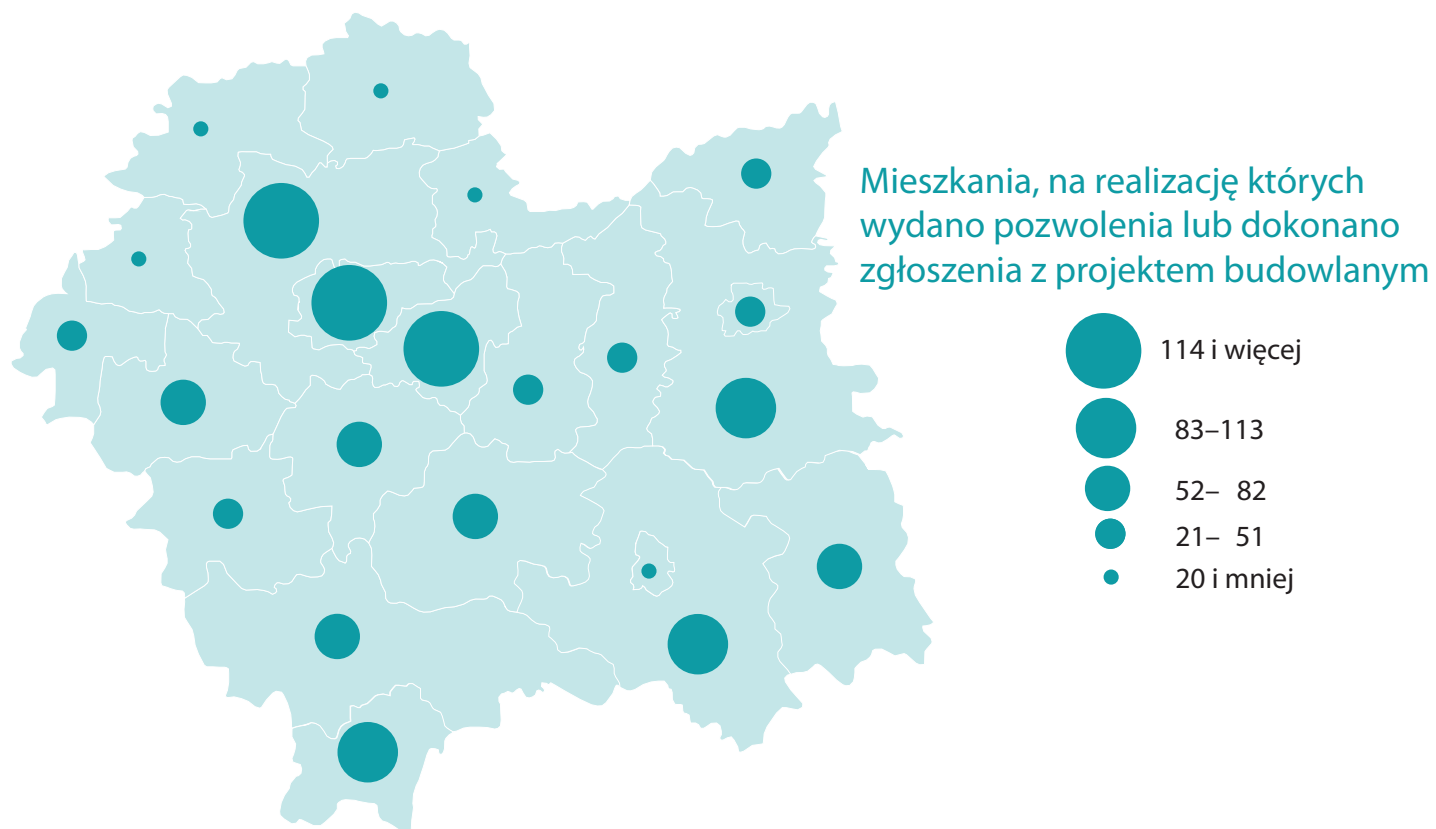 Mieszkania, na realizację których
wydano pozwolenia lub dokonano
zgłoszenia z projektem budowlanym
114 i więcej
83–113
52– 82
21– 51
20 i mniej